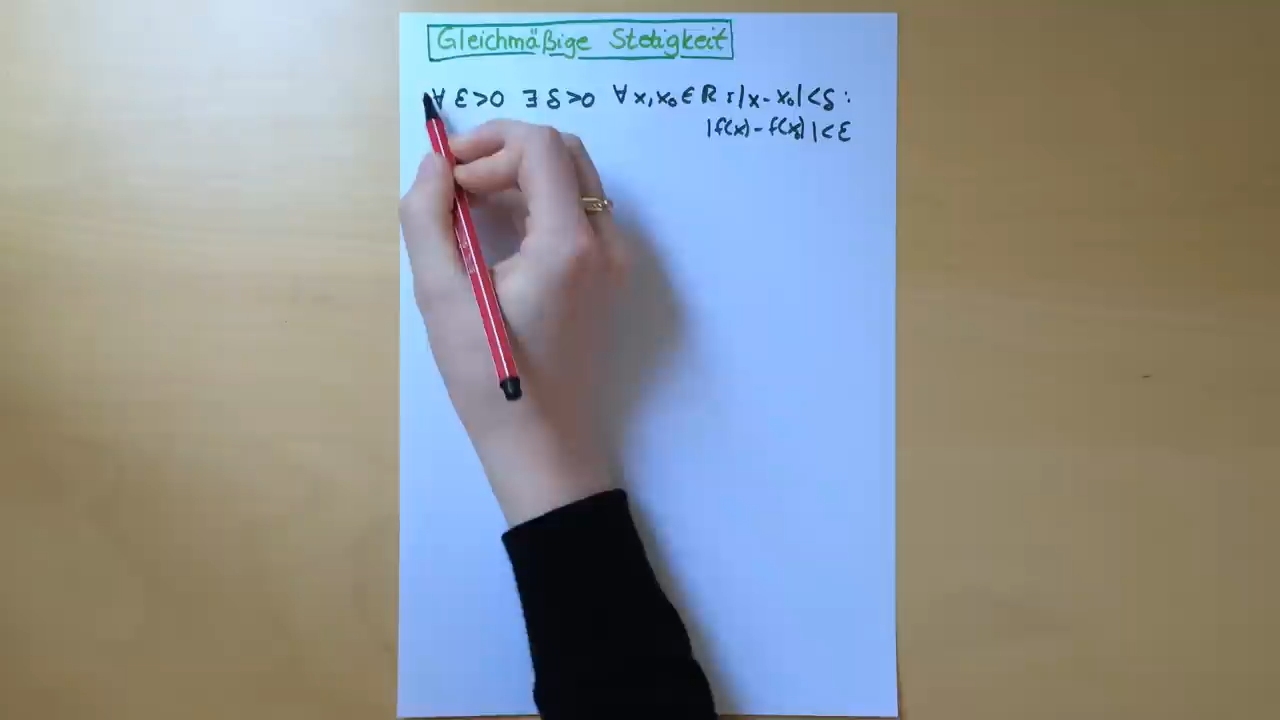 Gleichmäßige Stetigkeit
∀ ε>0 ∃ δ>0 ∀ x,x₀ ∈ ℝ : |x - x₀| < δ :
|f(x) - f(x₀)| < ε